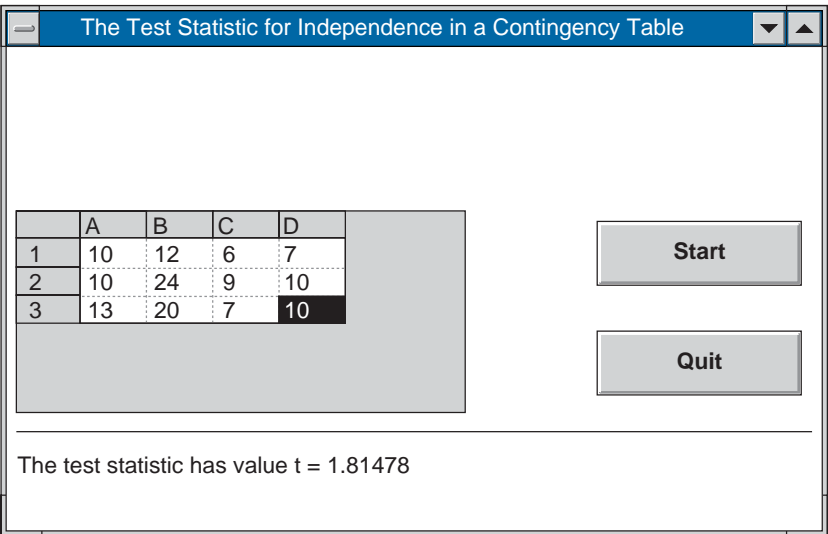 The Test Statistic for Independence in a Contingency Table
A B C D
1 10 12 6 7
2 10 24 9 10
3 13 20 7 10
Start
Quit
The test statistic has value t = 1.81478